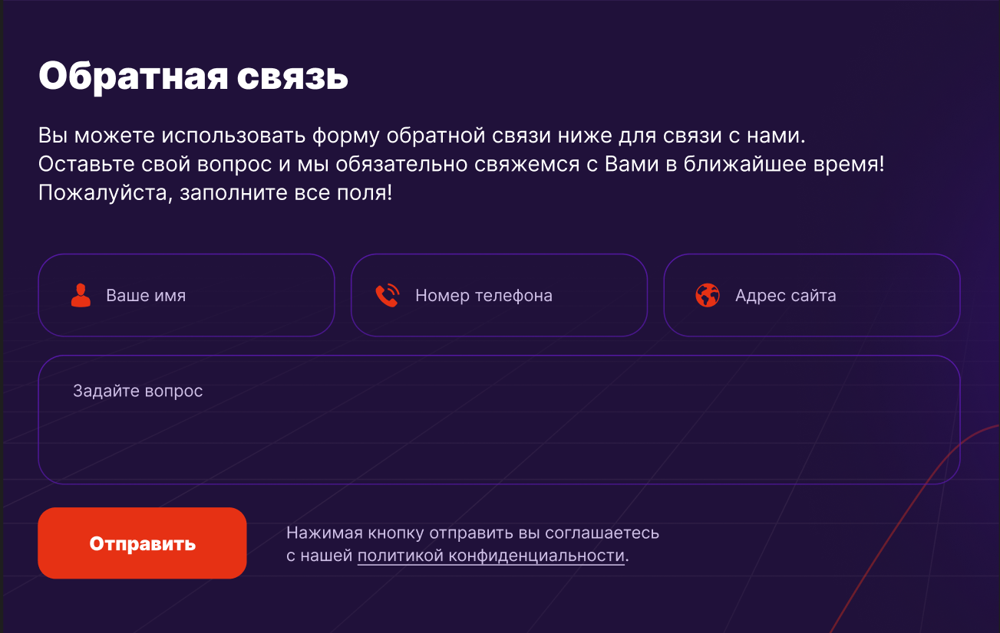 Обратная связь
Вы можете использовать форму обратной связи ниже для связи с нами.
Оставьте свой вопрос и мы обязательно свяжемся с Вами в ближайшее время!
Пожалуйста, заполните все поля!
Ваше имя
Номер телефона
Адрес сайта
Задайте вопрос
Отправить
Нажимая кнопку отправить вы соглашаетесь
с нашей политикой конфиденциальности.